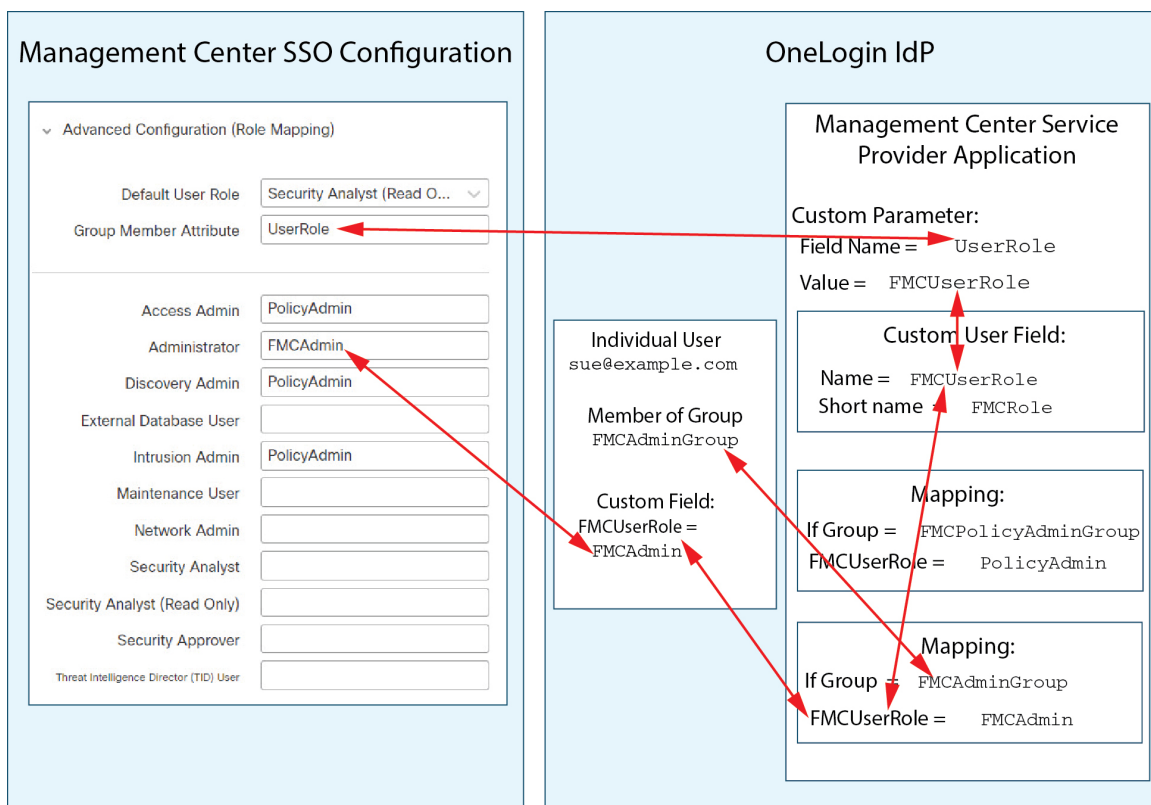 Management Center SSO Configuration
Advanced Configuration (Role Mapping)
Default User Role Security Analyst (Read O...
Group Member Attribute UserRole
Access Admin PolicyAdmin
Administrator FMCAdmin
Discovery Admin PolicyAdmin
External Database User
Intrusion Admin PolicyAdmin
Maintenance User
Network Admin
Security Analyst
Security Analyst (Read Only)
Security Approver
Threat Intelligence Director (TID) User
OneLogin IdP
Individual User
sue@example.com
Member of Group
FMCAdminGroup
Custom Field:
FMCUserRole =
FMCAdmin
Management Center Service
Provider Application
Custom Parameter:
Field Name = UserRole
Value = FMCUserRole
Custom User Field:
Name = FMCUserRole
Short name = FMCRole
Mapping:
If Group = FMCPolicyAdminGroup
FMCUserRole = PolicyAdmin
Mapping:
If Group = FMCAdminGroup
FMCUserRole = FMCAdmin